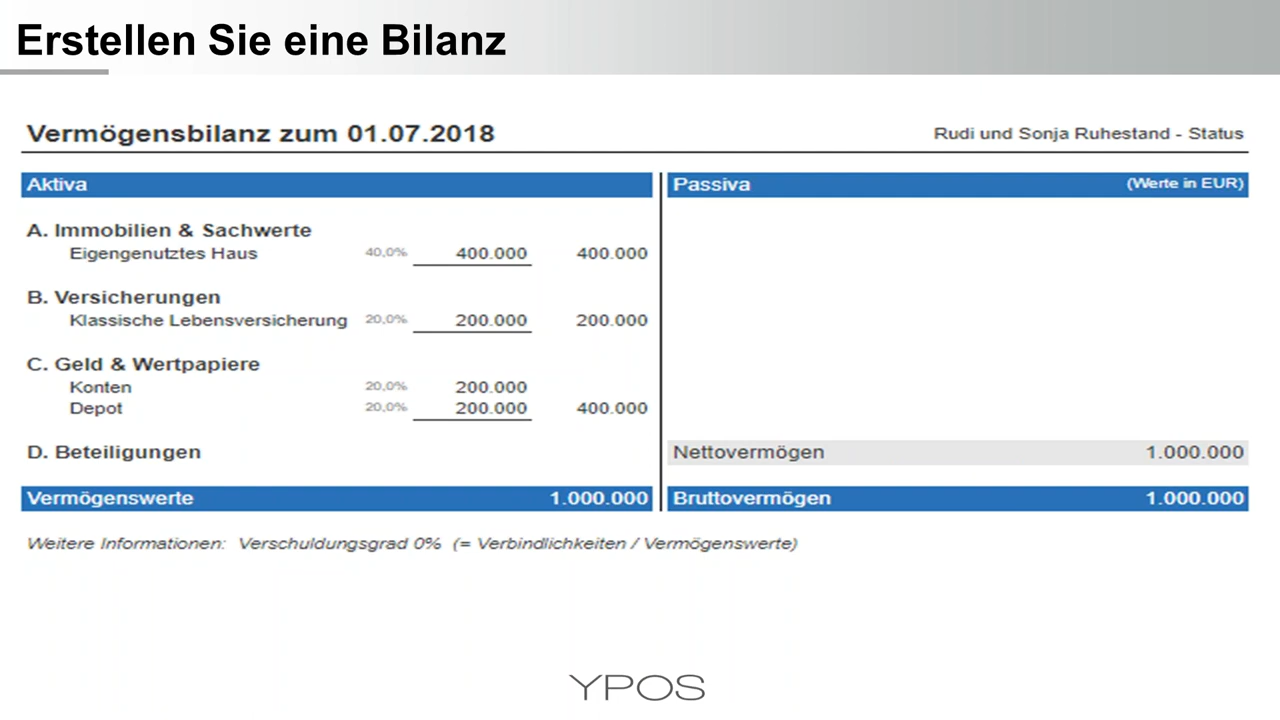 Erstellen Sie eine Bilanz
Vermögensbilanz zum 01.07.2018 Rudi und Sonja Ruhestand - Status
Aktiva
A. Immobilien & Sachwerte
Eigengenutztes Haus 40,0% 400.000 400.000
B. Versicherungen
Klassische Lebensversicherung 20,0% 200.000 200.000
C. Geld & Wertpapiere
Konten 20,0% 200.000
Depot 20,0% 200.000 400.000
D. Beteiligungen
Vermögenswerte 1.000.000
Passiva (Werte in EUR)
Nettovermögen 1.000.000
Bruttovermögen 1.000.000
Weitere Informationen: Verschuldungsgrad 0% (= Verbindlichkeiten / Vermögenswerte)
YPOS